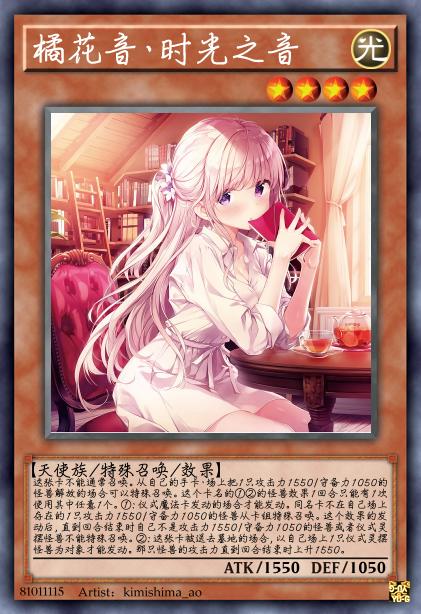 橘花音·时光之音
光
【天使族/特殊召唤/效果】
这张卡不能通常召唤。从自己的手卡·场上把1只攻击力1550/守备力1050的
怪兽解放的场合可以特殊召唤。这个卡名的①②的怪兽效果1回合只能有1次
使用其中任意1个。①:仪式魔法卡发动的场合才能发动。同名卡不在自己场上
存在的1只攻击力1550/守备力1050的怪兽从卡组特殊召唤。这个效果的发
动后,直到回合结束时自己不是攻击力1550/守备力1050的怪兽或者仪式灵
摆怪兽不能特殊召唤。②:这张卡被送去墓地的场合,以自己场上1只仪式灵摆
怪兽为对象才能发动。那只怪兽的攻击力直到回合结束时上升1550。
ATK/1550 DEF/1050
81011115 Artist: kimishima_ao